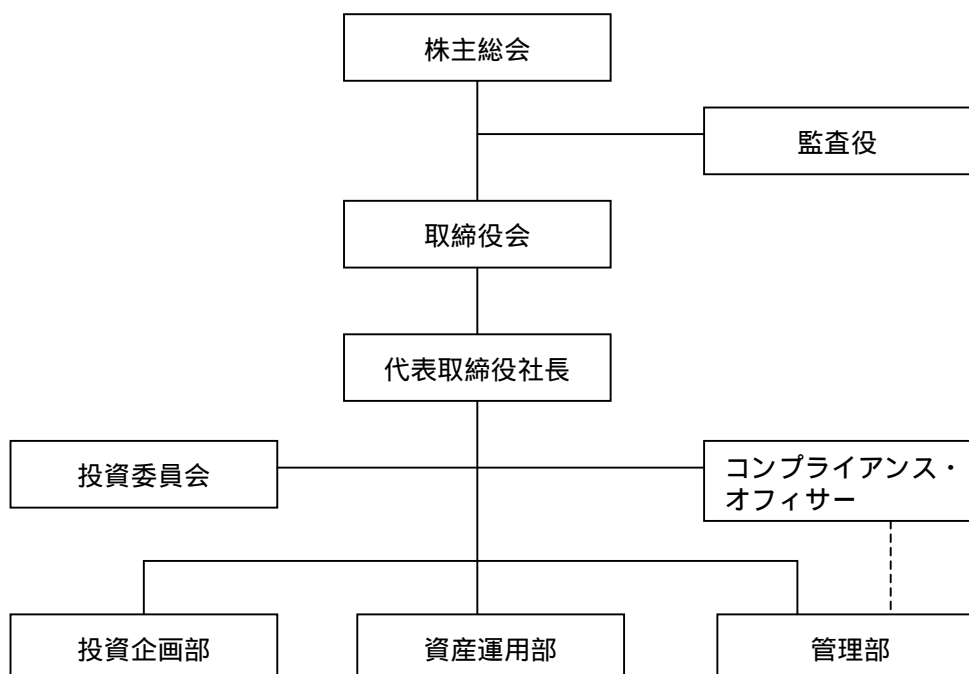 株主総会
監査役
取締役会
代表取締役社長
投資委員会
コンプライアンス・
オフィサー
投資企画部
資産運用部
管理部